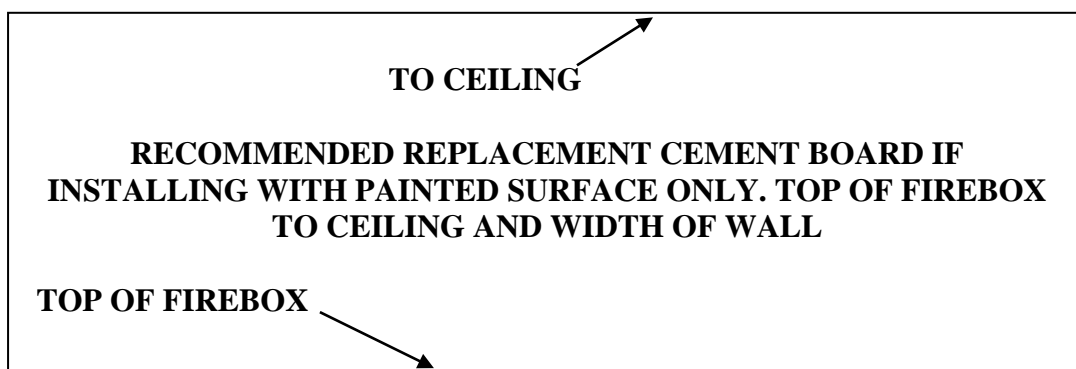 TO CEILING
RECOMMENDED REPLACEMENT CEMENT BOARD IF
INSTALLING WITH PAINTED SURFACE ONLY. TOP OF FIREBOX
TO CEILING AND WIDTH OF WALL
TOP OF FIREBOX